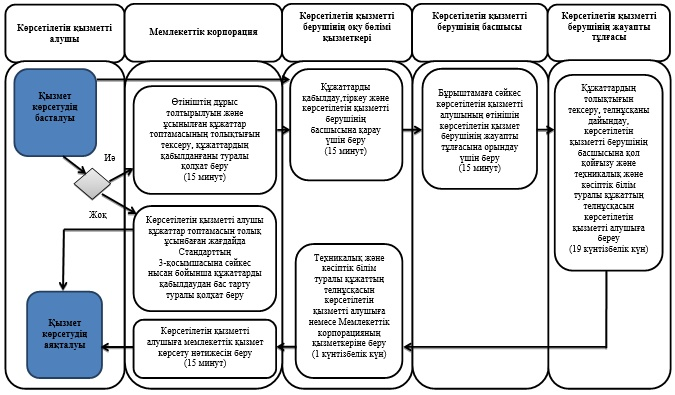 Көрсетілетін қызметті
алушы
Мемлекеттік корпорация
Көрсетілетін қызметті
берушінің оқу бөлімі
қызметкері
Көрсетілетін қызметті
берушінің басшысы
Көрсетілетін қызметті
берушінің жауапты
тұлғасы
Қызмет
көрсетудің
басталуы
Иә
Жоқ
Қызмет
көрсетудің
аяқталуы
Өтініштің дұрыс
толтырылуын және
ұсынылған құжаттар
топтамасының толықтығын
тексеру, құжаттардың
қабылданғаны туралы
қолхат беру
(15 минут)
Көрсетілетін қызметті алушы
құжаттар топтамасын толық
ұсынбаған жағдайда
Стандарттың
3-қосымшасына сәйкес
нысан бойынша құжаттарды
қабылдаудан бас тарту
туралы қолхат беру
Көрсетілетін қызметті
алушыға мемлекеттік қызмет
көрсету нәтижесін беру
(15 минут)
Құжаттарды
қабылдау,тіркеу және
көрсетілетін қызметті
берушінің
басшысына қарау
үшін беру
(15 минут)
Техникалық және
кәсіптік білім
туралы құжаттың
телнұсқасын
көрсетілетін
қызметті алушыға
немесе Мемлекеттік
корпорацияның
қызметкеріне беру
(1 күнтізбелік күн)
Бұрыштамаға сәйкес
көрсетілетін қызметті
алушының өтінішін
көрсетілетін қызмет
берушінің жауапты
тұлғасына орындау
үшін беру
(15 минут)
Құжаттардың
толықтығын
тексеру, телнұсқаны
дайындау,
көрсетілетін қызметті
берушінің
басшысына қол
қойғызу және
техникалық және
кәсіптік білім
туралы құжаттың
телнұсқасын
көрсетілетін
қызметті алушыға
береу
(19 күнтізбелік күн)